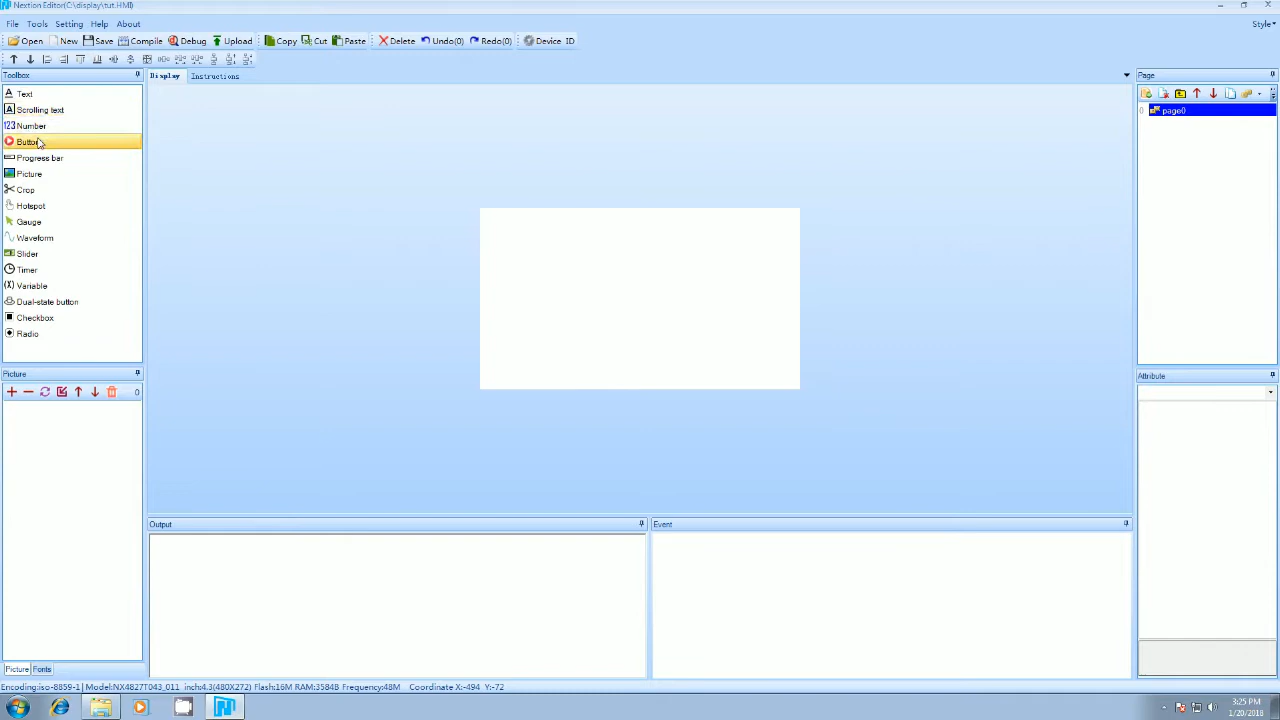 Nextion Editor(C:\display\tut.HMI)
File Tools Setting Help About
Style
Open New Save Compile Debug Upload Copy Cut Paste Delete Undo(0) Redo(0) Device ID
Toolbox
Display Instructions
Page
Text
Scrolling text
123 Number
Button
Progress bar
Picture
Crop
Hotspot
Gauge
Waveform
Slider
Timer
(X) Variable
Dual-state button
Checkbox
Radio
page0
Picture
0
Attribute
Output
Event
Picture Fonts
Encoding:iso-8859-1 Model:NX4827T043_011 inch:4.3(480X272) Flash:16M RAM:3584B Frequency:48M Coordinate X:-494 Y:-72
3:25 PM
1/20/2018